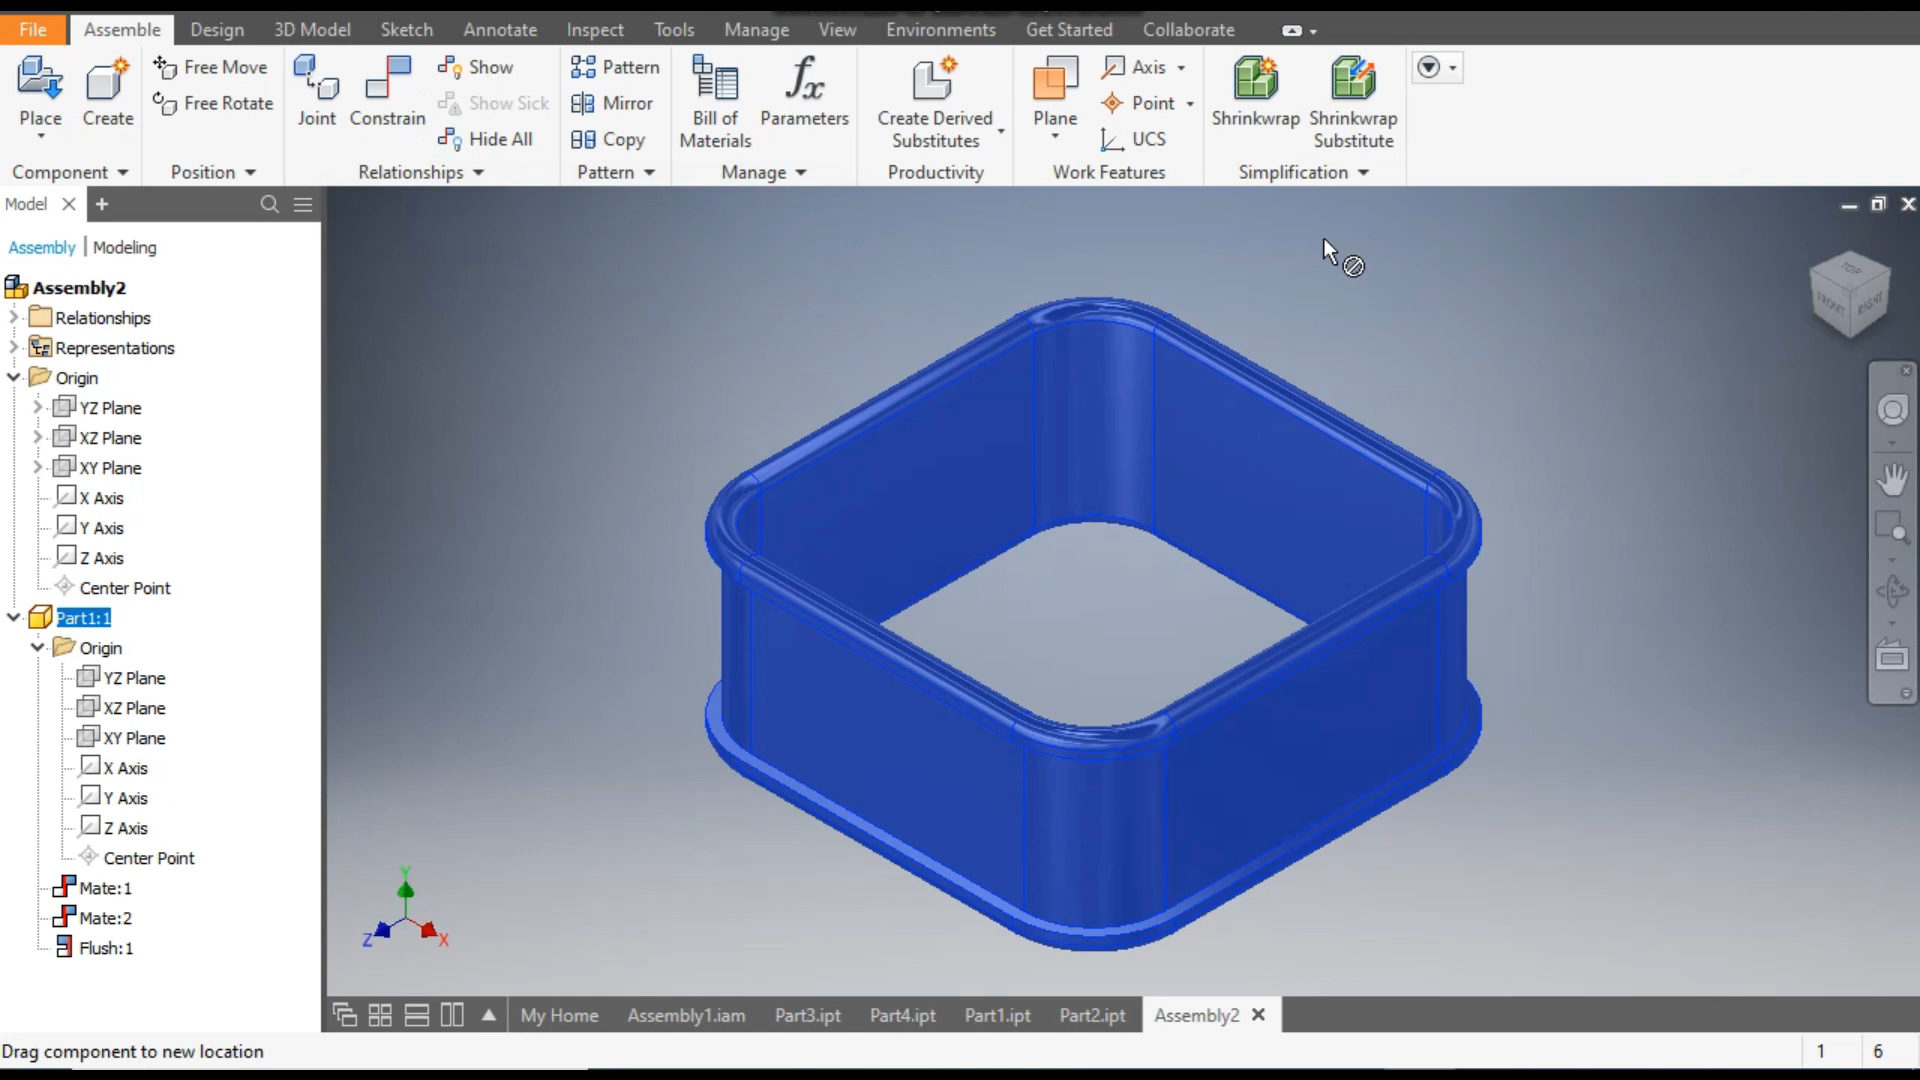 File Assemble Design 3D Model Sketch Annotate Inspect Tools Manage View Environments Get Started Collaborate
Place
Create
Free Move
Free Rotate
Joint
Constrain
Show
Show Sick
Hide All
Pattern
Mirror
Copy
Bill of
Materials
fx
Parameters
Create Derived
Substitutes
Plane
Axis
Point
UCS
Shrinkwrap
Shrinkwrap
Substitute
Component Position Relationships Pattern Manage Productivity Work Features Simplification
Model
Assembly | Modeling
Assembly2
Relationships
Representations
Origin
YZ Plane
XZ Plane
XY Plane
X Axis
Y Axis
Z Axis
Center Point
Part1:1
Origin
YZ Plane
XZ Plane
XY Plane
X Axis
Y Axis
Z Axis
Center Point
Mate:1
Mate:2
Flush:1
TOP
FRONT
RIGHT
Y
Z
X
My Home Assembly1.iam Part3.ipt Part4.ipt Part1.ipt Part2.ipt Assembly2
Drag component to new location
1 6